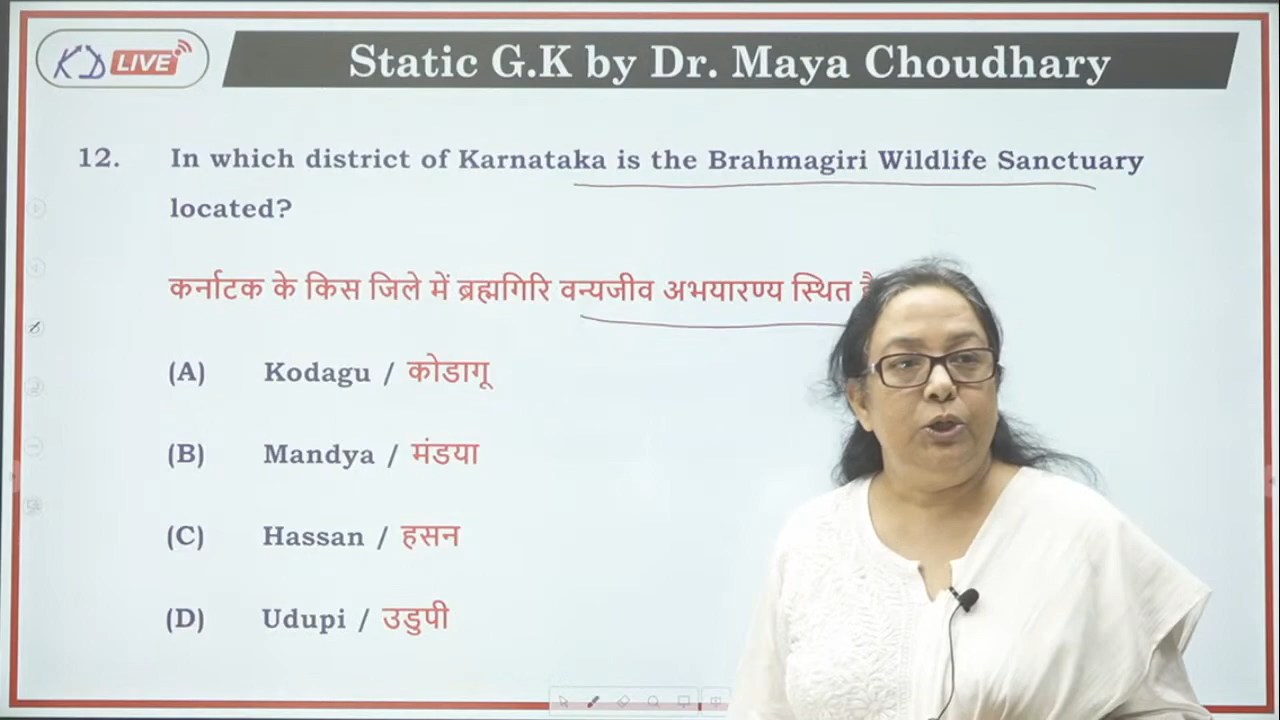 KD LIVE
Static G.K by Dr. Maya Choudhary
12. In which district of Karnataka is the Brahmagiri Wildlife Sanctuary
located?
कर्नाटक के किस जिले में ब्रह्मगिरि वन्यजीव अभयारण्य स्थित
(A) Kodagu / कोडागू
(B) Mandya / मंडया
(C) Hassan / हसन
(D) Udupi / उडुपी